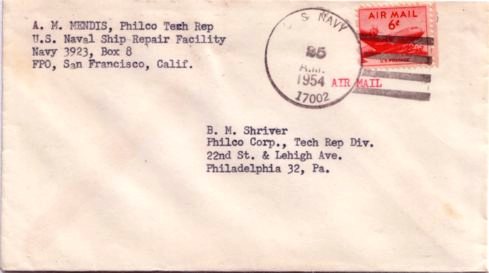 A. M. MENDIS, Philco Tech Rep
U.S. Naval Ship Repair Facility
Navy 3923, Box 8
FPO, San Francisco, Calif.
U S NAVY
25
A.M.
1954
17002
AIR MAIL
6¢
U.S. POSTAGE
AIR MAIL
B. M. Shriver
Philco Corp., Tech Rep Div.
22nd St. & Lehigh Ave.
Philadelphia 32, Pa.